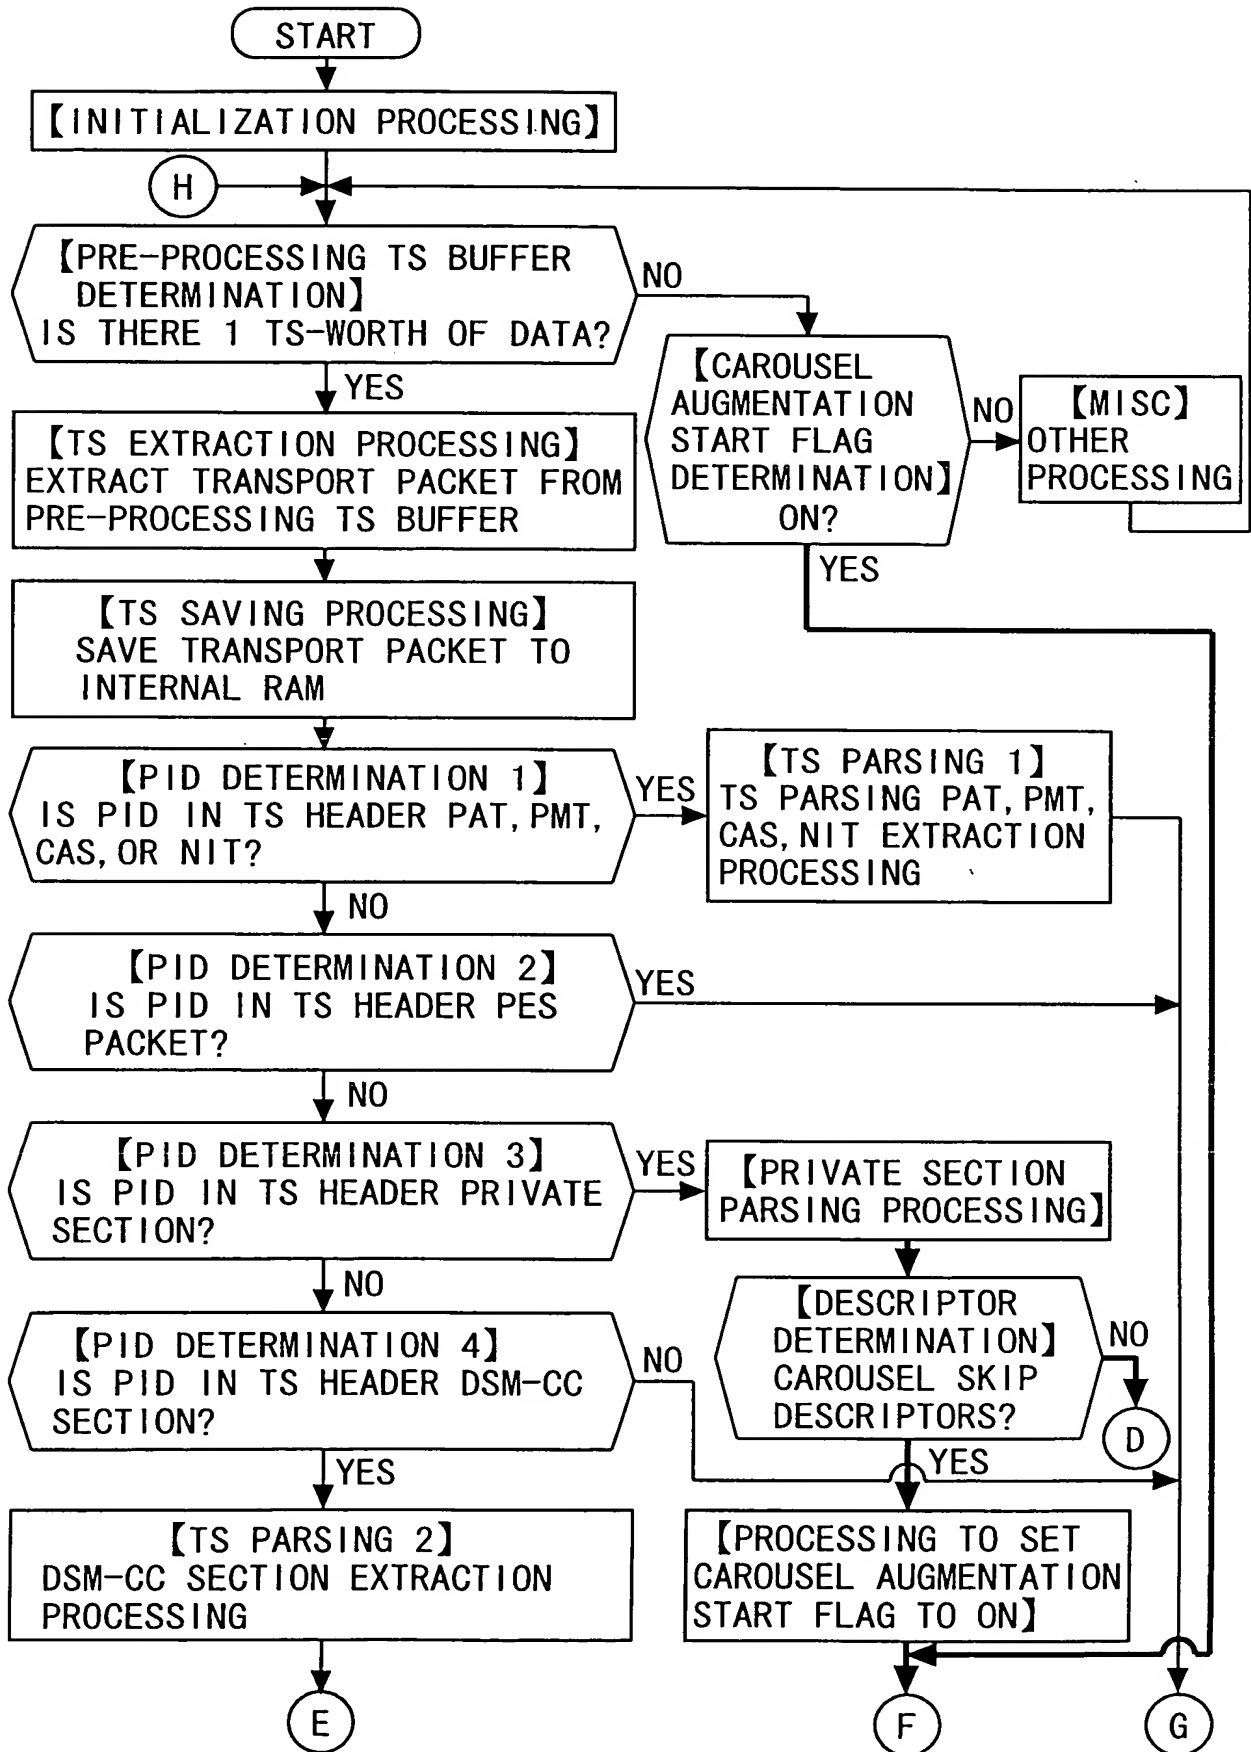 START
【INITIALIZATION PROCESSING】
H
【PRE-PROCESSING TS BUFFER
DETERMINATION】
IS THERE 1 TS-WORTH OF DATA?
NO
YES
【CAROUSEL
AUGMENTATION
START FLAG
DETERMINATION】
ON?
NO
YES
【MISC】
OTHER
PROCESSING
【TS EXTRACTION PROCESSING】
EXTRACT TRANSPORT PACKET FROM
PRE-PROCESSING TS BUFFER
【TS SAVING PROCESSING】
SAVE TRANSPORT PACKET TO
INTERNAL RAM
【PID DETERMINATION 1】
IS PID IN TS HEADER PAT, PMT,
CAS, OR NIT?
YES
NO
【TS PARSING 1】
TS PARSING PAT, PMT,
CAS, NIT EXTRACTION
PROCESSING
【PID DETERMINATION 2】
IS PID IN TS HEADER PES
PACKET?
YES
NO
【PID DETERMINATION 3】
IS PID IN TS HEADER PRIVATE
SECTION?
YES
NO
【PRIVATE SECTION
PARSING PROCESSING】
【DESCRIPTOR
DETERMINATION】
CAROUSEL SKIP
DESCRIPTORS?
NO
D
YES
【PID DETERMINATION 4】
IS PID IN TS HEADER DSM-CC
SECTION?
NO
YES
【TS PARSING 2】
DSM-CC SECTION EXTRACTION
PROCESSING
【PROCESSING TO SET
CAROUSEL AUGMENTATION
START FLAG TO ON】
E
F
G